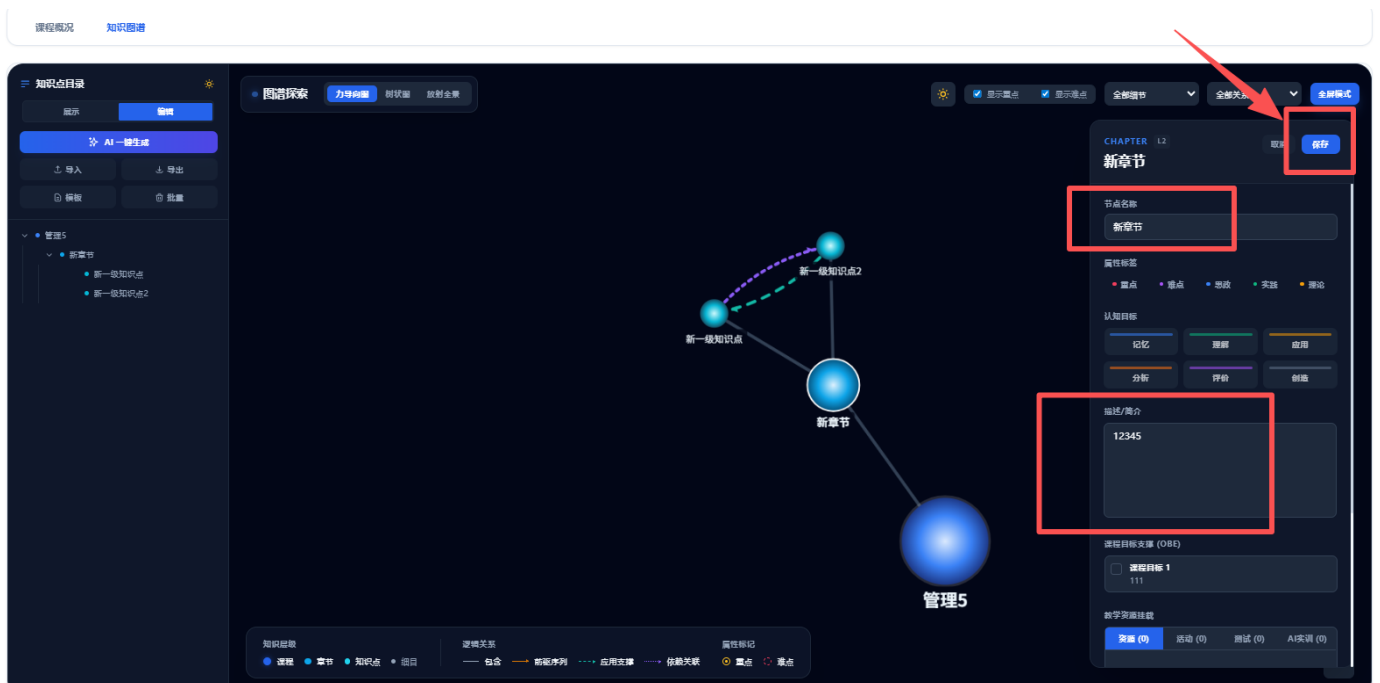 课程概况 知识图谱
知识点目录
展示 编辑
AI 一键生成
导入 导出
模板 批量
管理5
新章节
新一级知识点
新一级知识点2
图谱探索 力导向图 树状图 放射全景
显示重点 显示难点 全部细节 全部关系 全屏模式
CHAPTER L2
新章节
取消 保存
节点名称
新章节
属性标签
重点 难点 思政 实践 理论
认知目标
记忆 理解 应用
分析 评价 创造
描述/简介
12345
课程目标支撑 (OBE)
课程目标 1
111
教学资源挂载
资源 (0) 活动 (0) 测试 (0) AI实训 (0)
新一级知识点2
新一级知识点
新章节
管理5
知识层级
课程 章节 知识点 细目
逻辑关系
包含 前驱序列 应用支撑 依赖关联
属性标记
重点 难点